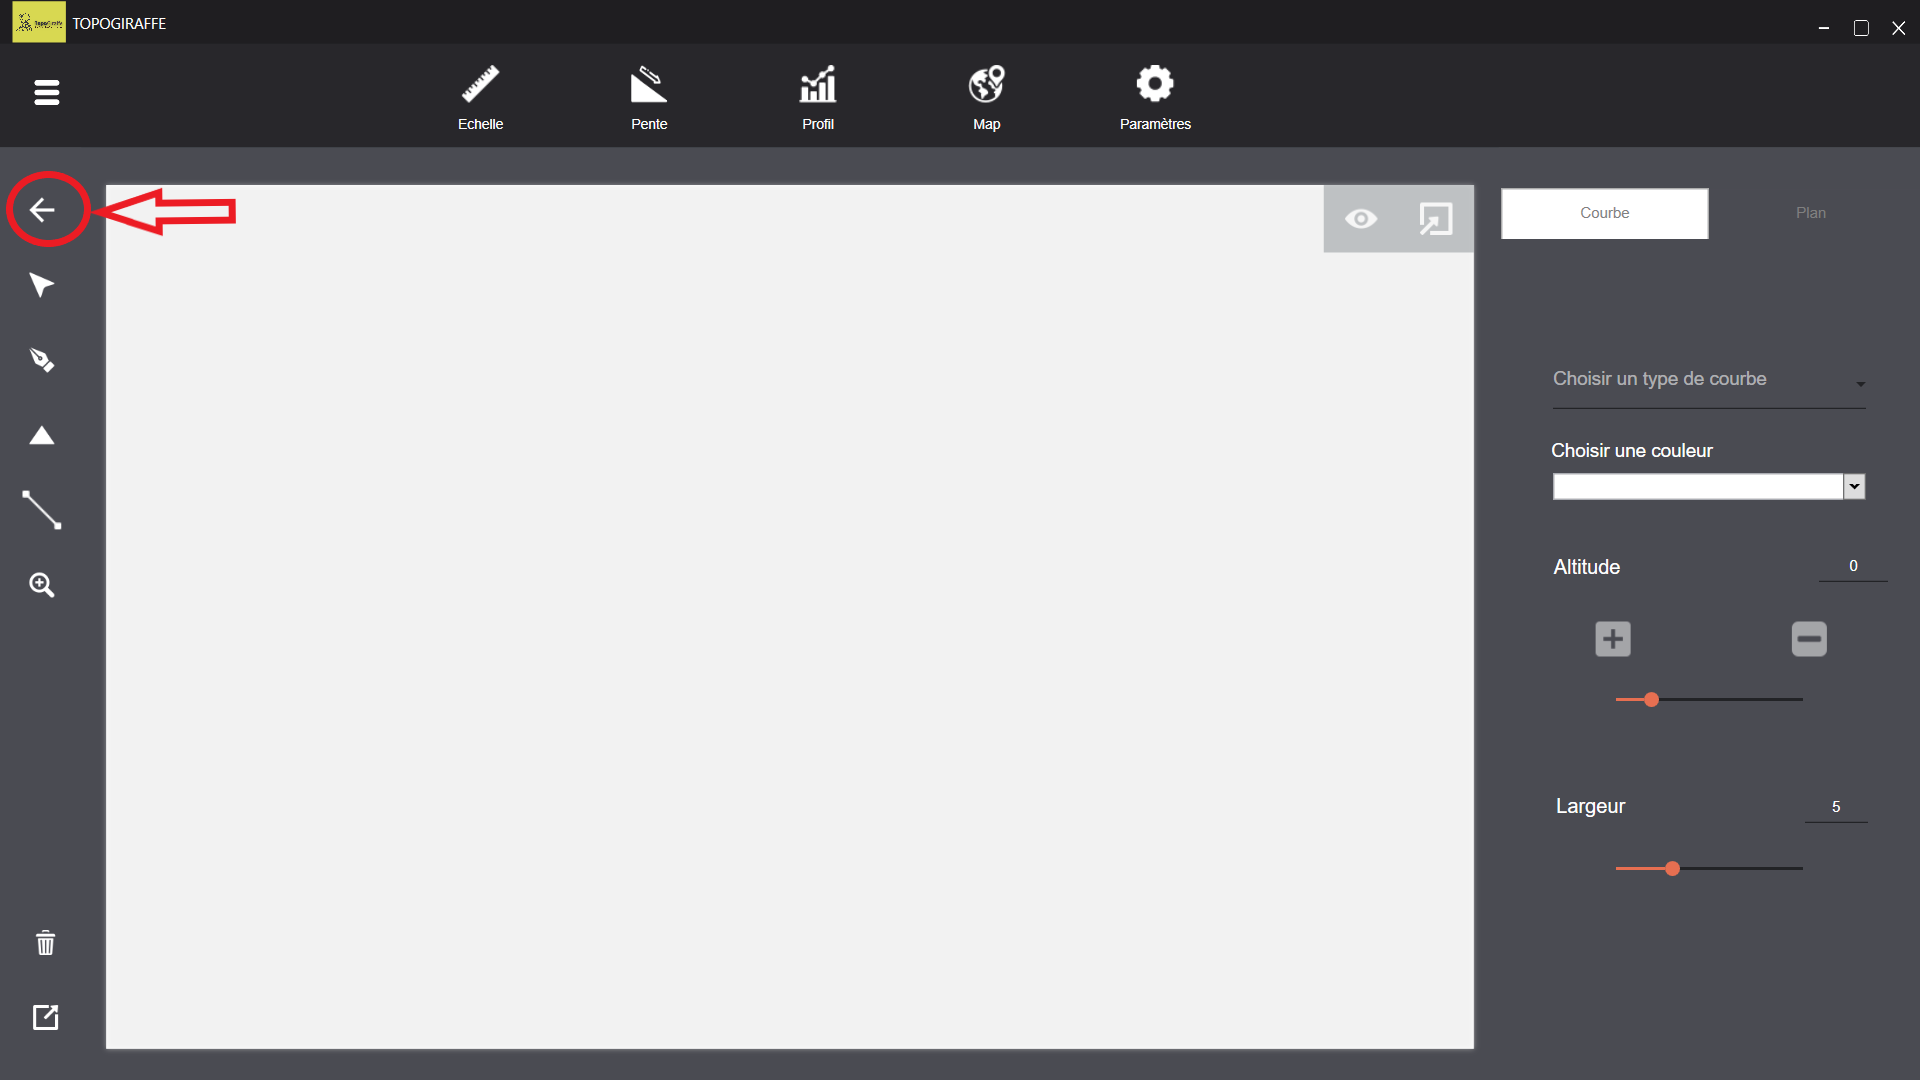 TOPOGIRAFFE
Echelle
Pente
Profil
Map
Paramètres
Courbe
Plan
Choisir un type de courbe
Choisir une couleur
Altitude
0
Largeur
5